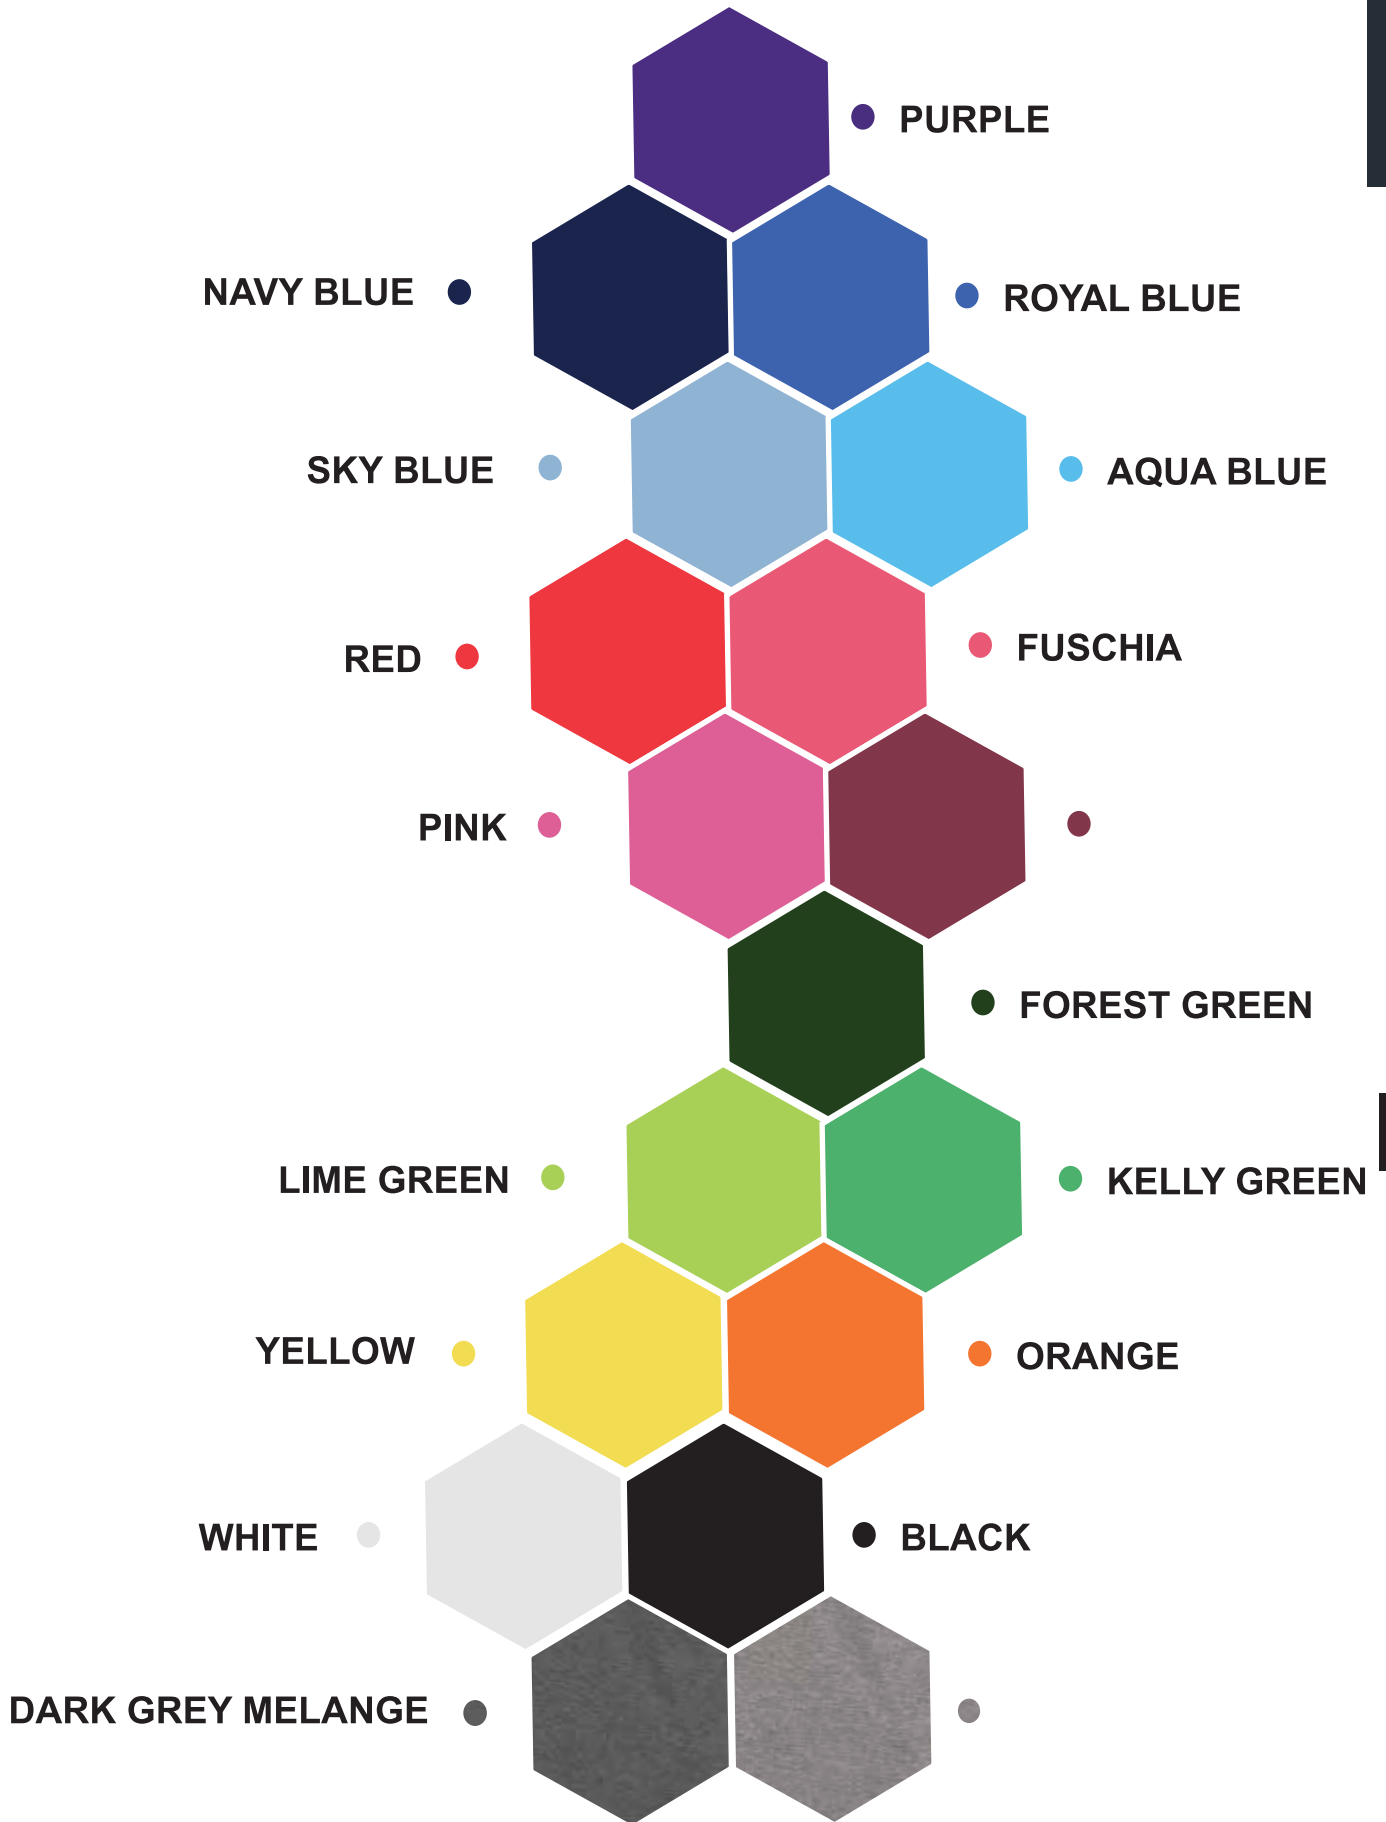 PURPLE
NAVY BLUE
ROYAL BLUE
SKY BLUE
AQUA BLUE
RED
FUSCHIA
PINK
FOREST GREEN
LIME GREEN
KELLY GREEN
YELLOW
ORANGE
WHITE
BLACK
DARK GREY MELANGE